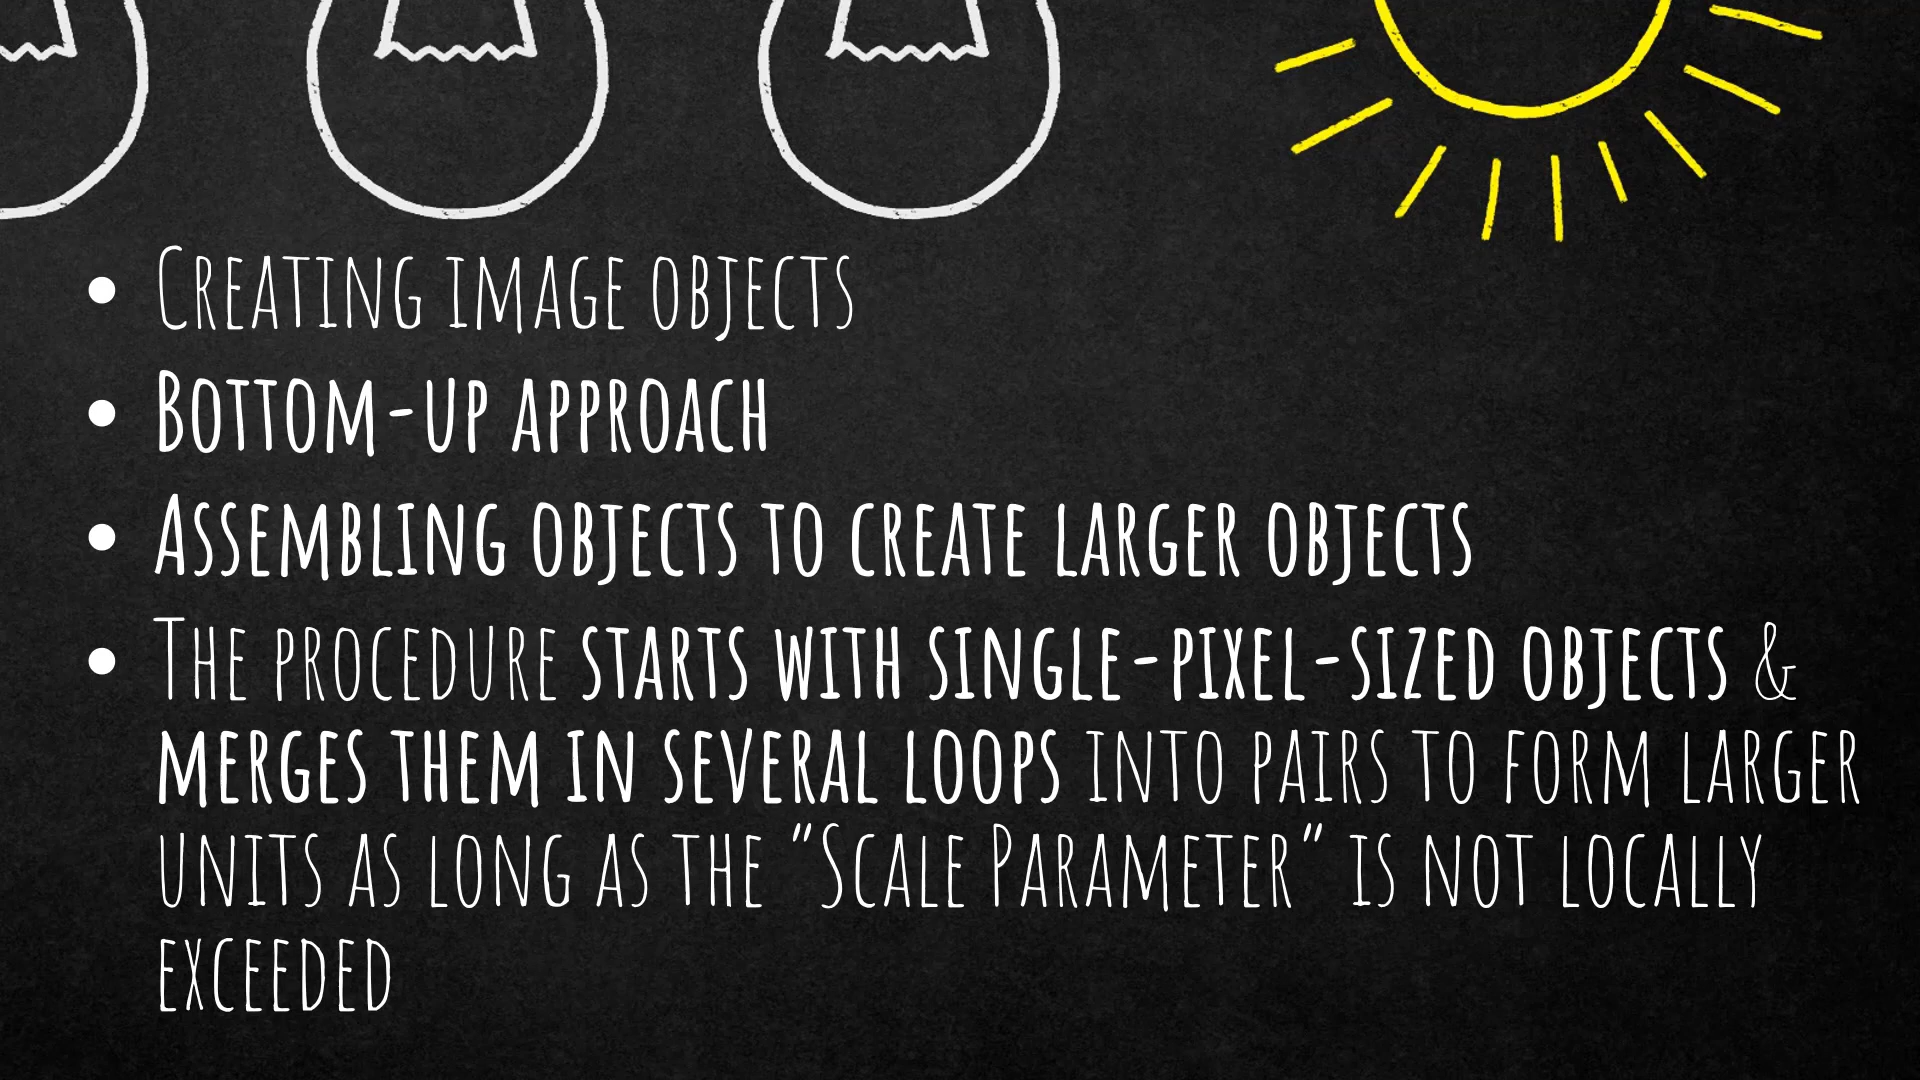 • Creating image objects
• Bottom-up approach
• Assembling objects to create larger objects
• The procedure starts with single-pixel-sized objects &
merges them in several loops into pairs to form larger
units as long as the "Scale Parameter" is not locally
exceeded